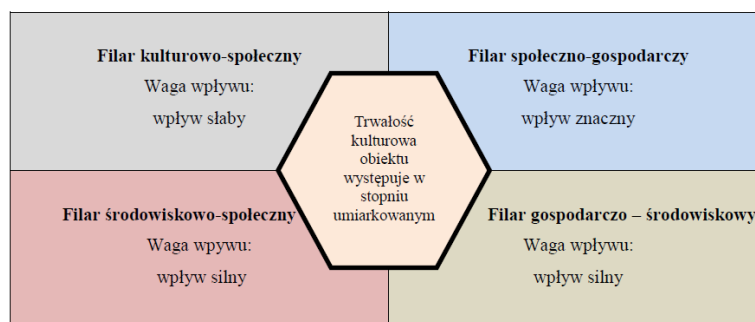 Filar kulturowo-społeczny
Waga wpływu:
wpływ słaby
Filar społeczno-gospodarczy
Waga wpływu:
wpływ znaczny
Trwałość
kulturowa
obiektu
występuje w
stopniu
umiarkowanym
Filar środowiskowo-społeczny
Waga wpywu:
wpływ silny
Filar gospodarczo – środowiskowy
Waga wpływu:
wpływ silny